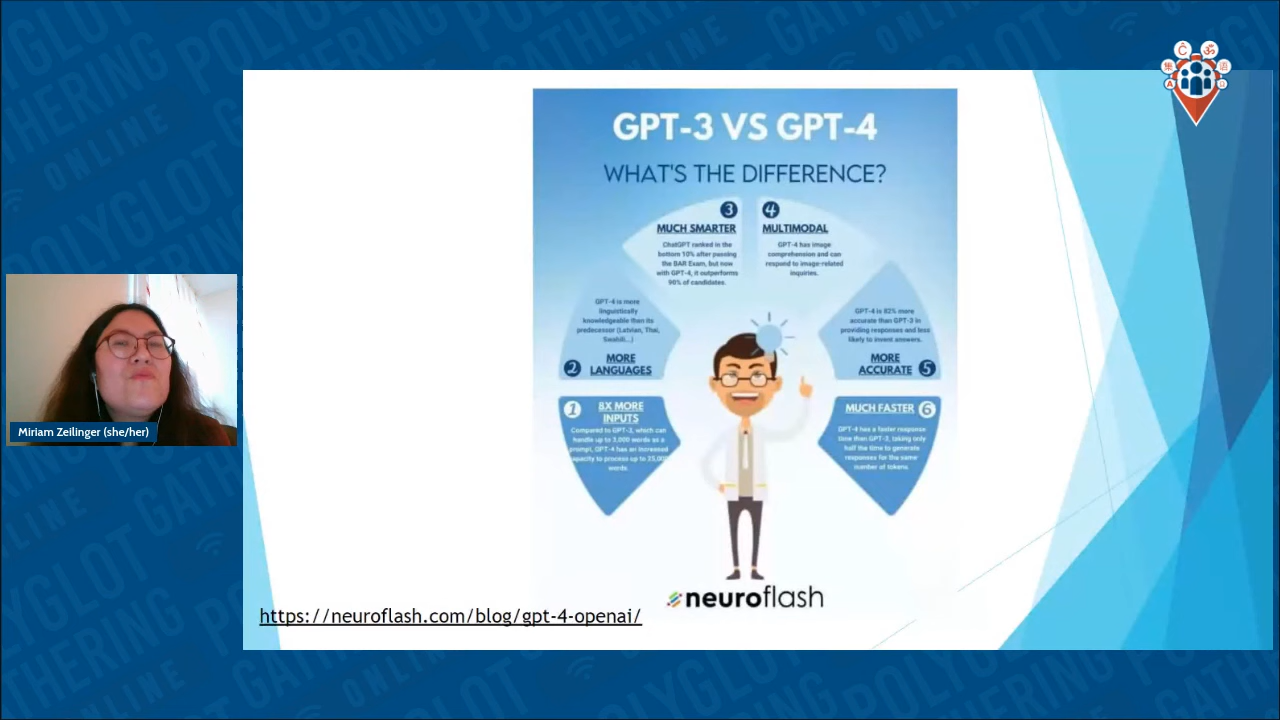 POLYGLOT
GATHERING
ONLINE
GPT-3 VS GPT-4
WHAT'S THE DIFFERENCE?
3
MUCH SMARTER
ChatGPT ranked in the
bottom 10% after passing
the BAR Exam, but now
with GPT-4, it outperforms
90% of candidates.
4
MULTIMODAL
GPT-4 has image
comprehension and can
respond to image-related
inquiries.
GPT-4 is more
linguistically
knowledgeable than its
predecessor (Latvian, Thai,
Swahili...)
2
MORE
LANGUAGES
GPT-4 is 82% more
accurate than GPT-3 in
providing responses and less
likely to invent answers.
MORE
ACCURATE
5
1
8X MORE
INPUTS
Compared to GPT-3, which can
handle up to 3,000 words as a
prompt, GPT-4 has an increased
capacity to process up to 25,000
words.
MUCH FASTER
6
GPT-4 has a faster response
time than GPT-3, taking only
half the time to generate
responses for the same
number of tokens.
neuroflash
https://neuroflash.com/blog/gpt-4-openai/
Miriam Zeilinger (she/her)
Ĉ
ॐ
集
语
A